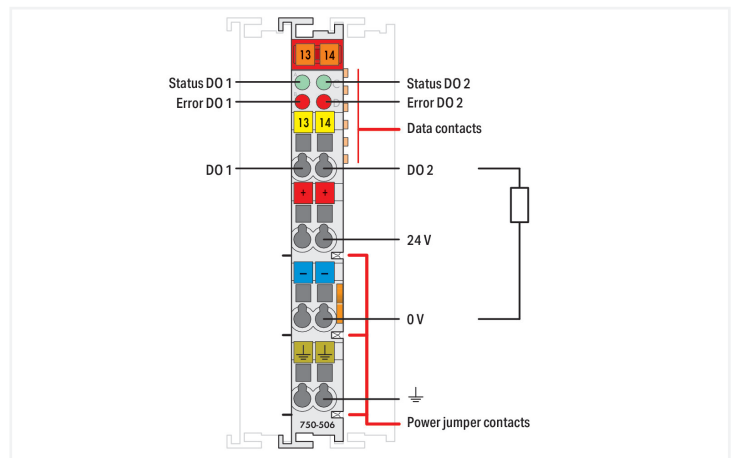 13 14
Status DO 1
Status DO 2
Error DO 1
Error DO 2
13 14
Data contacts
DO 1
DO 2
+ +
24 V
− −
0 V
Power jumper contacts
750-506